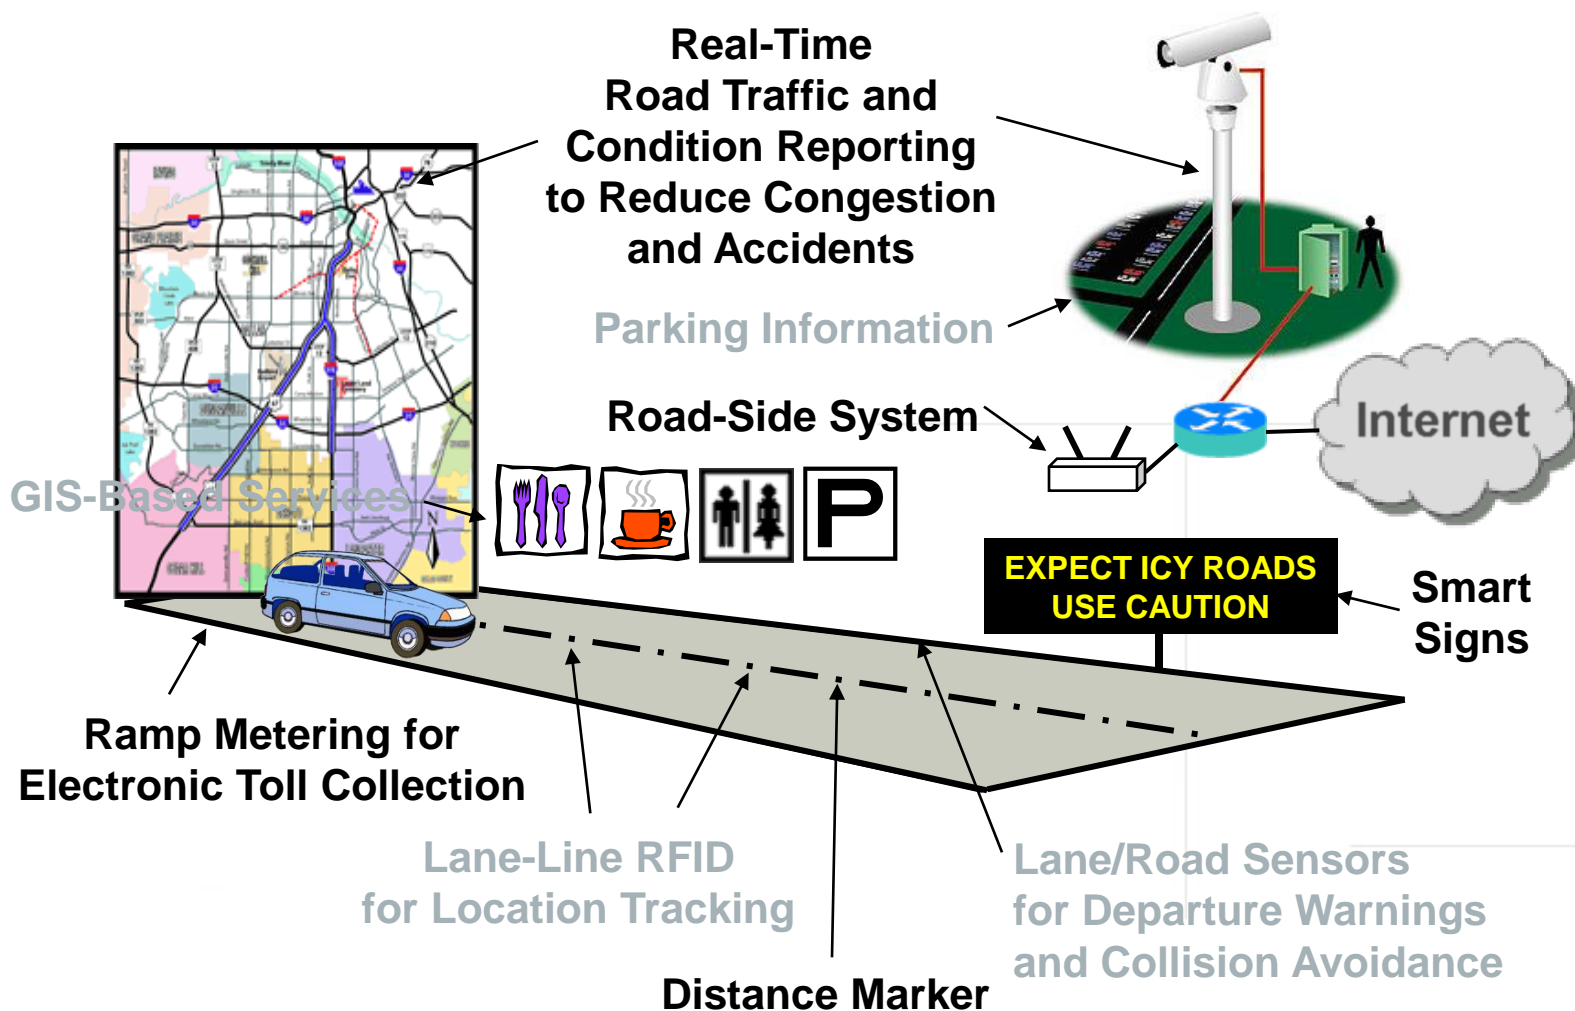 Real-Time
Road Traffic and
Condition Reporting
to Reduce Congestion
and Accidents
Parking Information
Road-Side System
Internet
GIS-Based Services
P
EXPECT ICY ROADS
USE CAUTION
Smart
Signs
Ramp Metering for
Electronic Toll Collection
Lane-Line RFID
for Location Tracking
Lane/Road Sensors
for Departure Warnings
and Collision Avoidance
Distance Marker
N